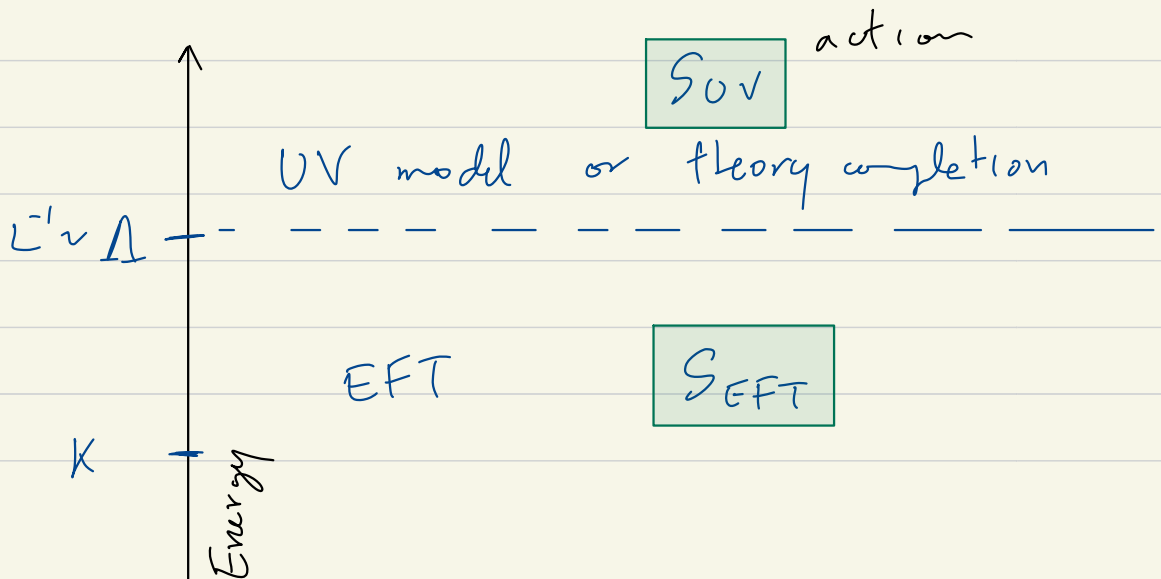 action
S_UV
UV model or theory completion
L⁻¹ ~ Λ
EFT
S_EFT
K
Energy